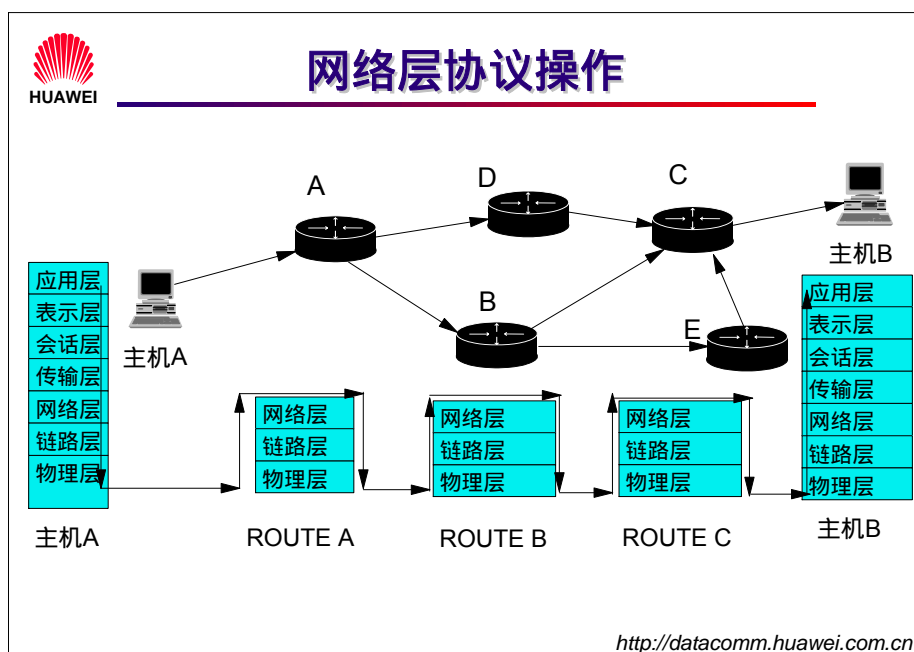 HUAWEI
网络层协议操作
A
D
C
B
E
主机A
主机B
应用层
表示层
会话层
传输层
网络层
链路层
物理层
主机A
网络层
链路层
物理层
ROUTE A
网络层
链路层
物理层
ROUTE B
网络层
链路层
物理层
ROUTE C
应用层
表示层
会话层
传输层
网络层
链路层
物理层
主机B
http://datacomm.huawei.com.cn